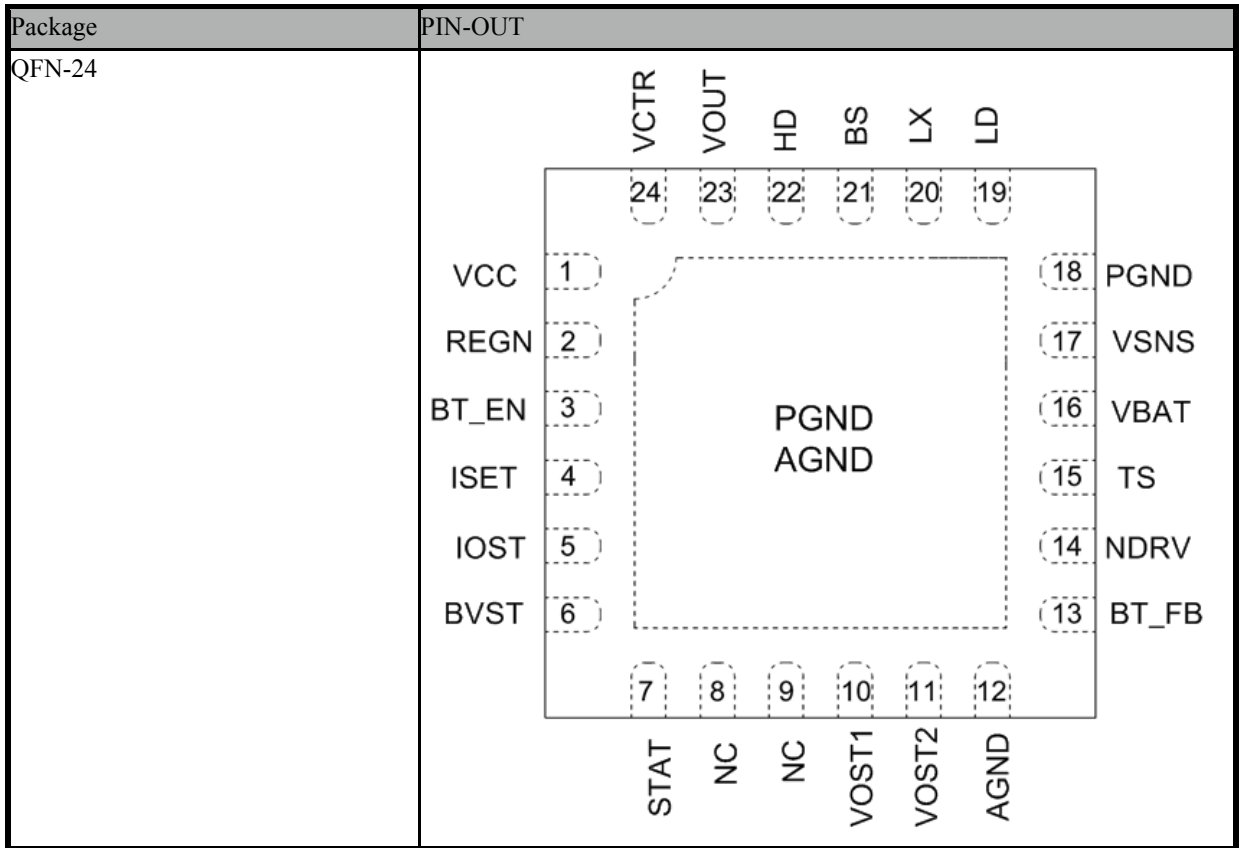 Package PIN-OUT
QFN-24
VCTR VOUT HD BS LX LD
24 23 22 21 20 19
VCC 1 18 PGND
REGN 2 17 VSNS
BT_EN 3 16 VBAT
PGND
AGND
ISET 4 15 TS
IOST 5 14 NDRV
BVST 6 13 BT_FB
7 8 9 10 11 12
STAT NC NC VOST1 VOST2 AGND